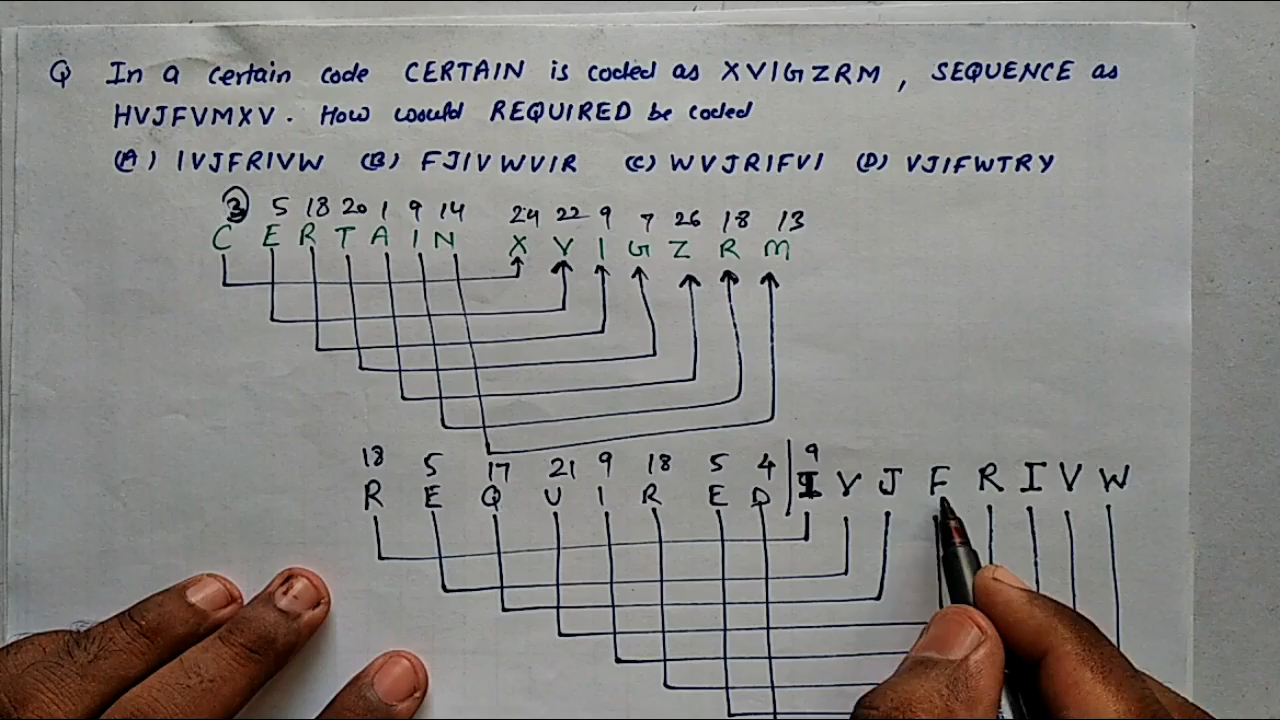 Q In a certain code CERTAIN is coded as XVIGZRM, SEQUENCE as
HVJFVMXV. How would REQUIRED be coded
(A) IVJFRIVW (B) FJIVWVIR (C) WVJRIFVI (D) VJIFWTRY
3 5 18 20 1 9 14 24 22 9 7 26 18 13
C E R T A I N X V I G Z R M
18 5 17 21 9 18 5 4 9
R E Q U I R E D I V J F R I V W